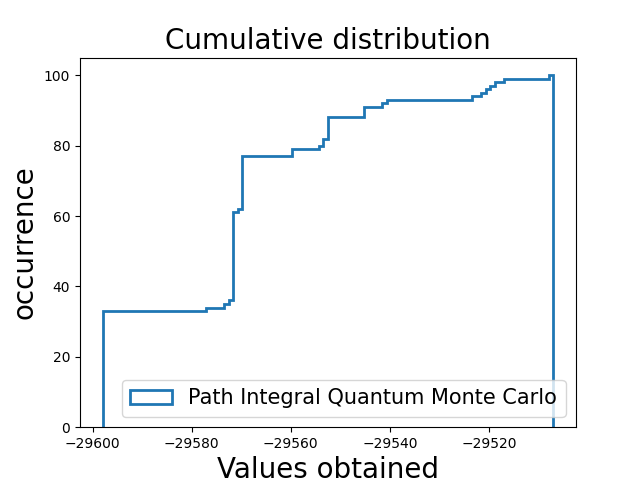 Cumulative distribution
occurrence
100
80
60
40
20
0
Path Integral Quantum Monte Carlo
−29600
−29580
−29560
−29540
−29520
Values obtained